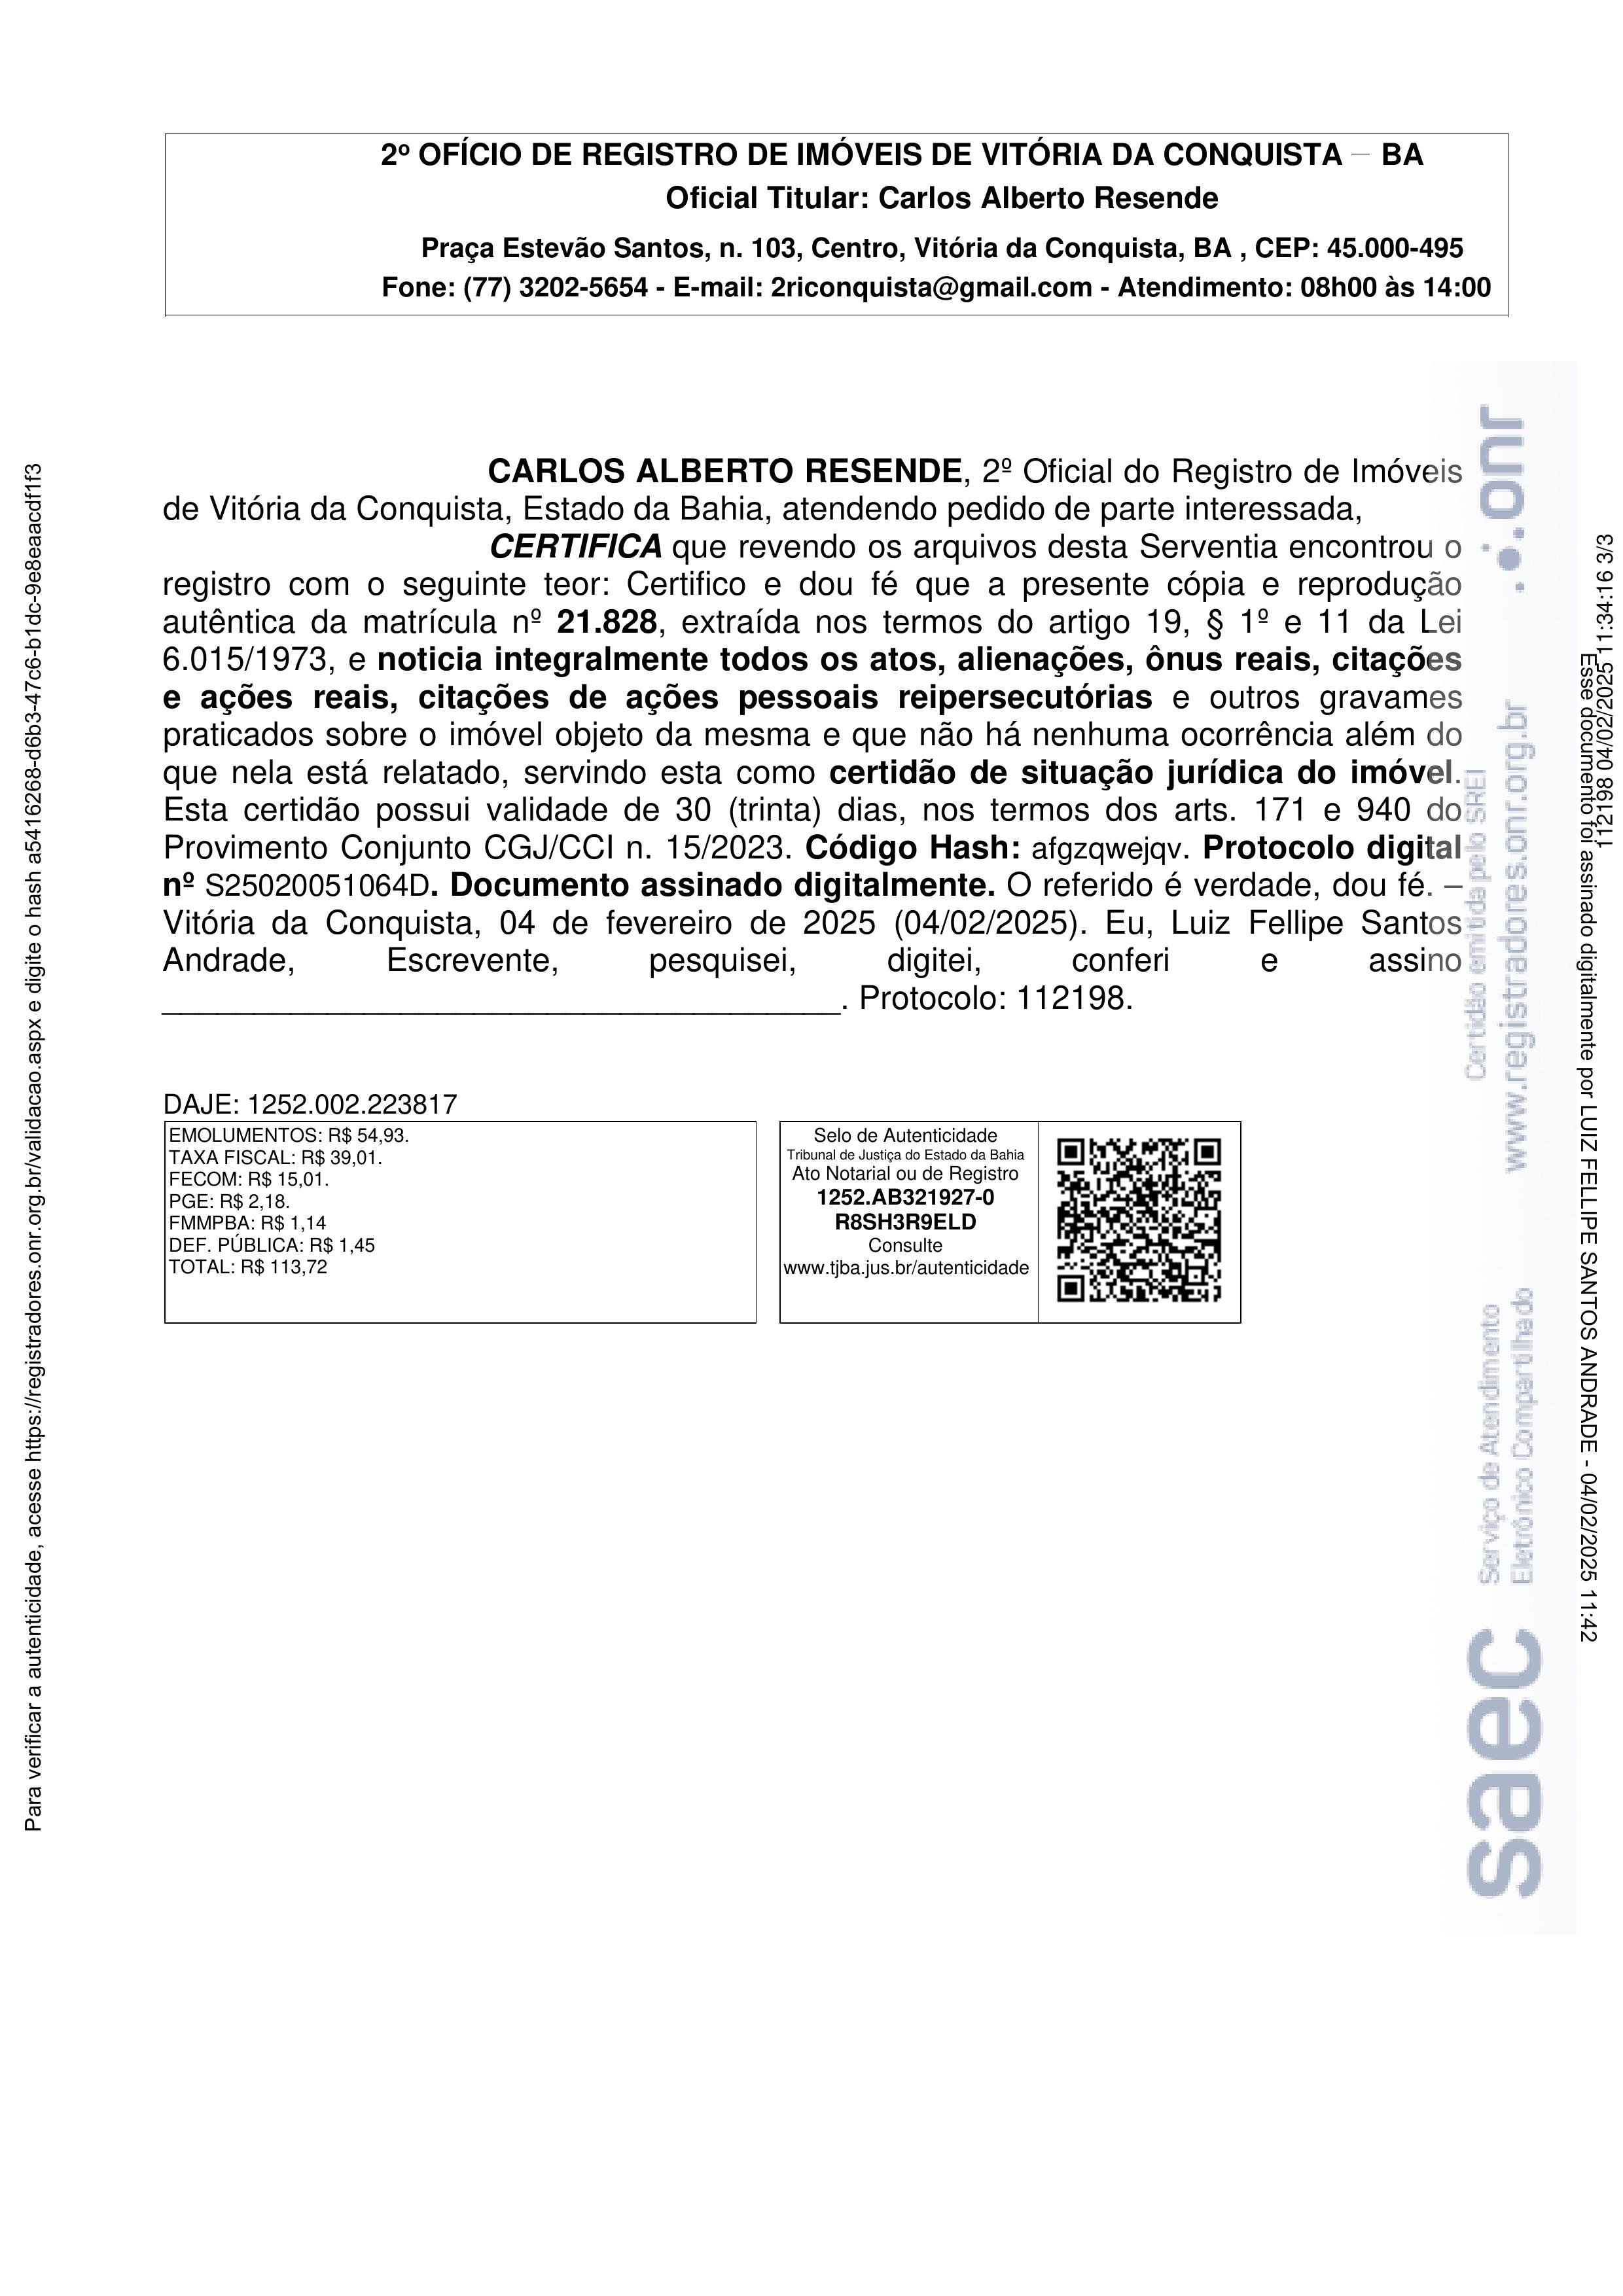 2º OFÍCIO DE REGISTRO DE IMÓVEIS DE VITÓRIA DA CONQUISTA – BA
Oficial Titular: Carlos Alberto Resende
Praça Estevão Santos, n. 103, Centro, Vitória da Conquista, BA , CEP: 45.000-495
Fone: (77) 3202-5654 - E-mail: 2riconquista@gmail.com - Atendimento: 08h00 às 14:00
CARLOS ALBERTO RESENDE, 2º Oficial do Registro de Imóveis
de Vitória da Conquista, Estado da Bahia, atendendo pedido de parte interessada,
CERTIFICA que revendo os arquivos desta Serventia encontrou o
registro com o seguinte teor: Certifico e dou fé que a presente cópia e reprodução
autêntica da matrícula nº 21.828, extraída nos termos do artigo 19, § 1º e 11 da Lei
6.015/1973, e noticia integralmente todos os atos, alienações, ônus reais, citações
e ações reais, citações de ações pessoais reipersecutórias e outros gravames
praticados sobre o imóvel objeto da mesma e que não há nenhuma ocorrência além do
que nela está relatado, servindo esta como certidão de situação jurídica do imóvel.
Esta certidão possui validade de 30 (trinta) dias, nos termos dos arts. 171 e 940 do
Provimento Conjunto CGJ/CCI n. 15/2023. Código Hash: afgzqwejqv. Protocolo digital
nº S25020051064D. Documento assinado digitalmente. O referido é verdade, dou fé. –
Vitória da Conquista, 04 de fevereiro de 2025 (04/02/2025). Eu, Luiz Fellipe Santos
Andrade, Escrevente, pesquisei, digitei, conferi e assino
_______________________________________. Protocolo: 112198.
DAJE: 1252.002.223817
EMOLUMENTOS: R$ 54,93.
TAXA FISCAL: R$ 39,01.
FECOM: R$ 15,01.
PGE: R$ 2,18.
FMMPBA: R$ 1,14
DEF. PÚBLICA: R$ 1,45
TOTAL: R$ 113,72
Selo de Autenticidade
Tribunal de Justiça do Estado da Bahia
Ato Notarial ou de Registro
1252.AB321927-0
R8SH3R9ELD
Consulte
www.tjba.jus.br/autenticidade
Para verificar a autenticidade, acesse https://registradores.onr.org.br/validacao.aspx e digite o hash a5416268-d6b3-47c6-b1dc-9e8eaacdf1f3
saec
Serviço de Atendimento
Eletrônico Compartilhado
Certidão emitida pelo SREI
www.registradores.onr.org.br
onr
Esse documento foi assinado digitalmente por LUIZ FELLIPE SANTOS ANDRADE - 04/02/2025 11:42
112198 04/02/2025 11:34:16 3/3